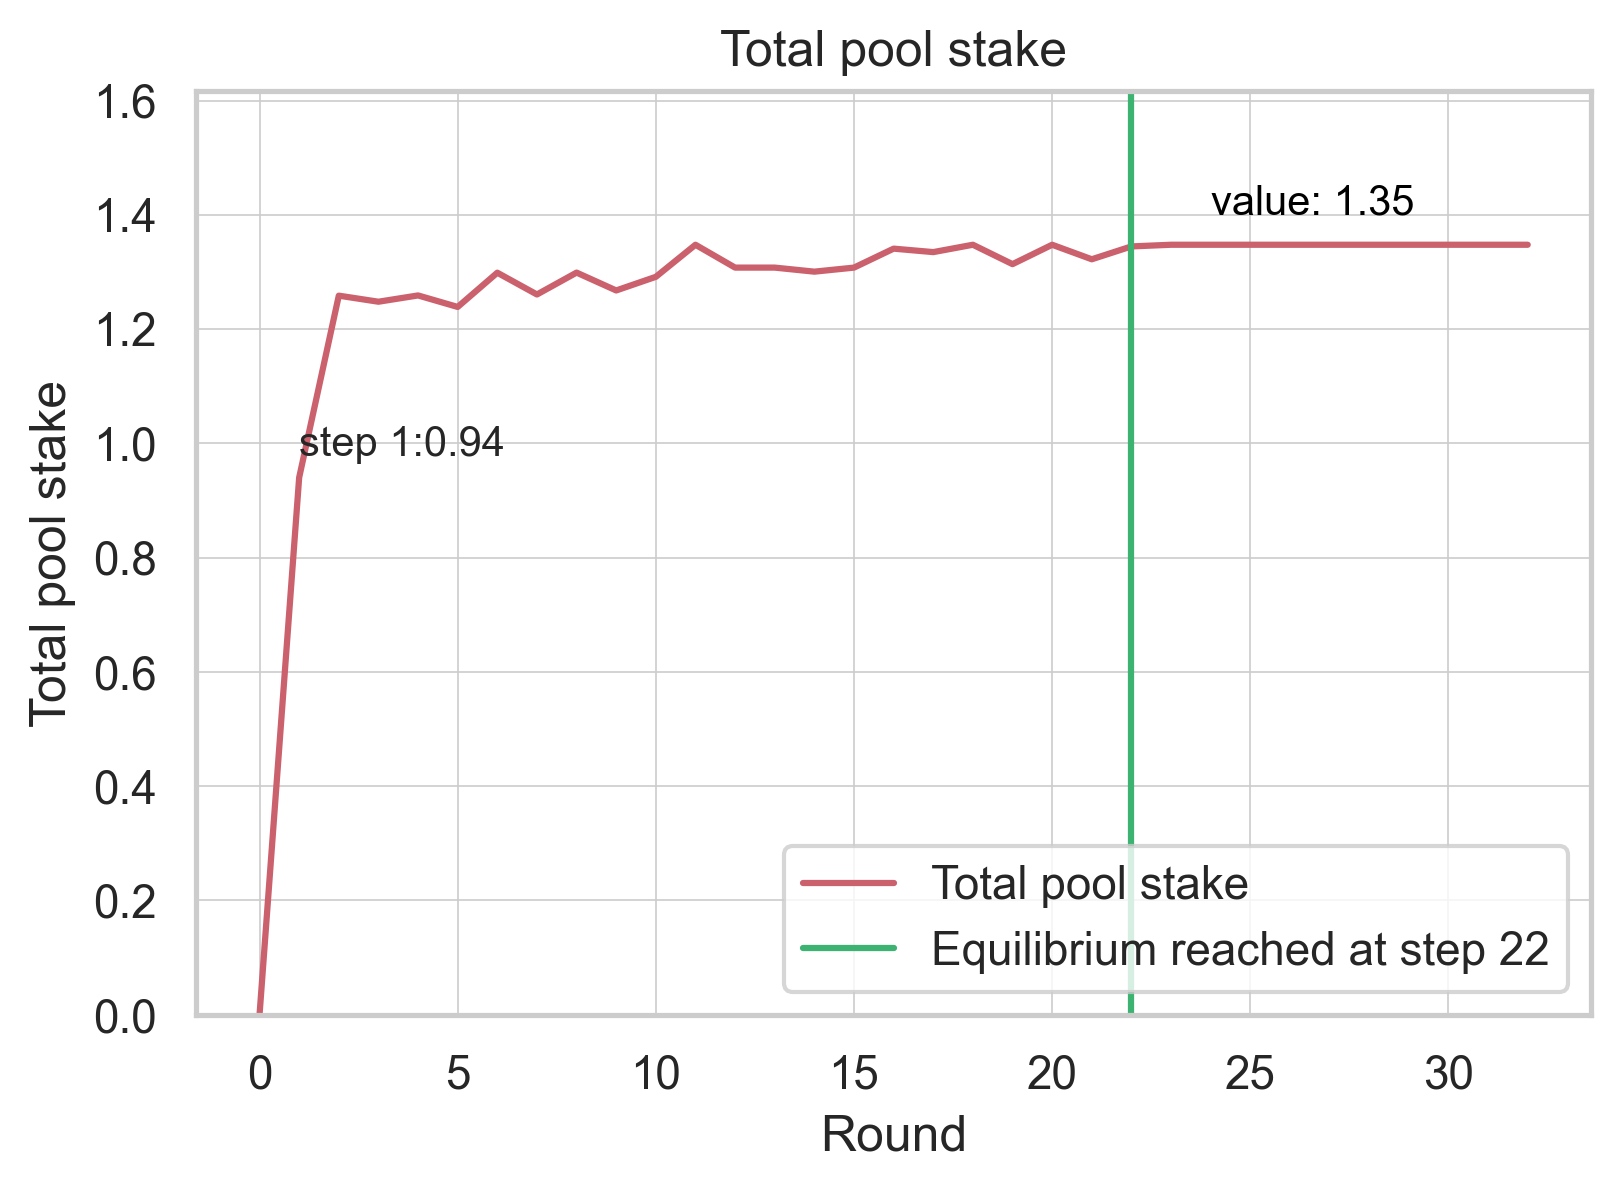 Total pool stake
1.6
1.4
1.2
1.0
0.8
0.6
0.4
0.2
0.0
Total pool stake
value: 1.35
step 1:0.94
Total pool stake
Equilibrium reached at step 22
0 5 10 15 20 25 30
Round